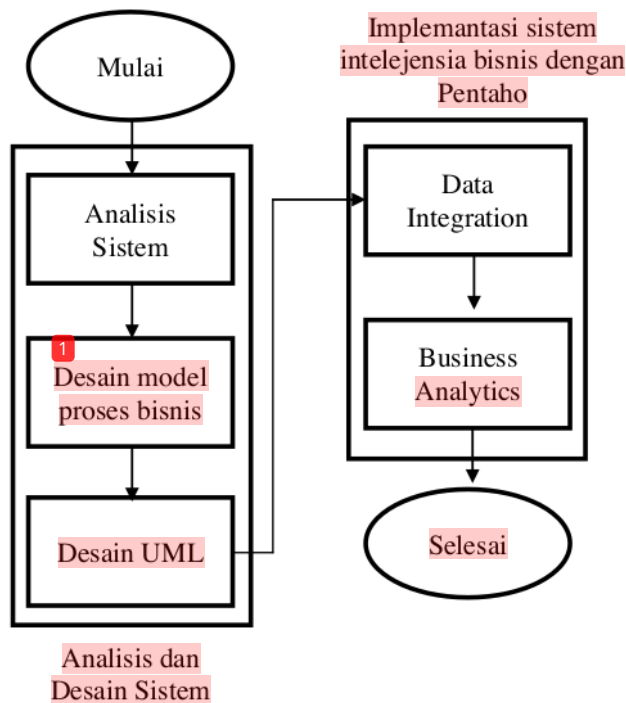 Mulai
Analisis
Sistem
1
Desain model
proses bisnis
Desain UML
Analisis dan
Desain Sistem
Implemantasi sistem
intelejensia bisnis dengan
Pentaho
Data
Integration
Business
Analytics
Selesai